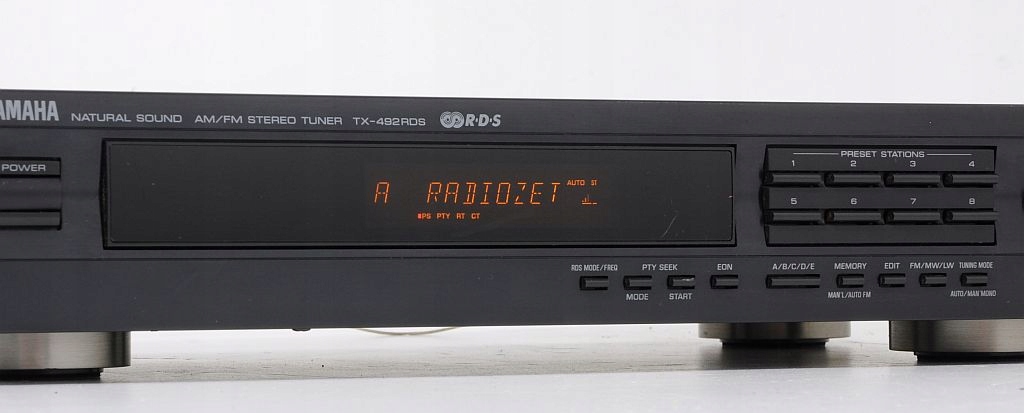 AMAHA NATURAL SOUND AM/FM STEREO TUNER TX-492RDS R·D·S
POWER
A RADIOZET AUTO ST
PS PTY RT CT
PRESET STATIONS
1 2 3 4
5 6 7 8
RDS MODE/FREQ PTY SEEK EON A/B/C/D/E MEMORY EDIT FM/MW/LW TUNING MODE
MODE START MAN'L/AUTO FM AUTO/MAN'MONO